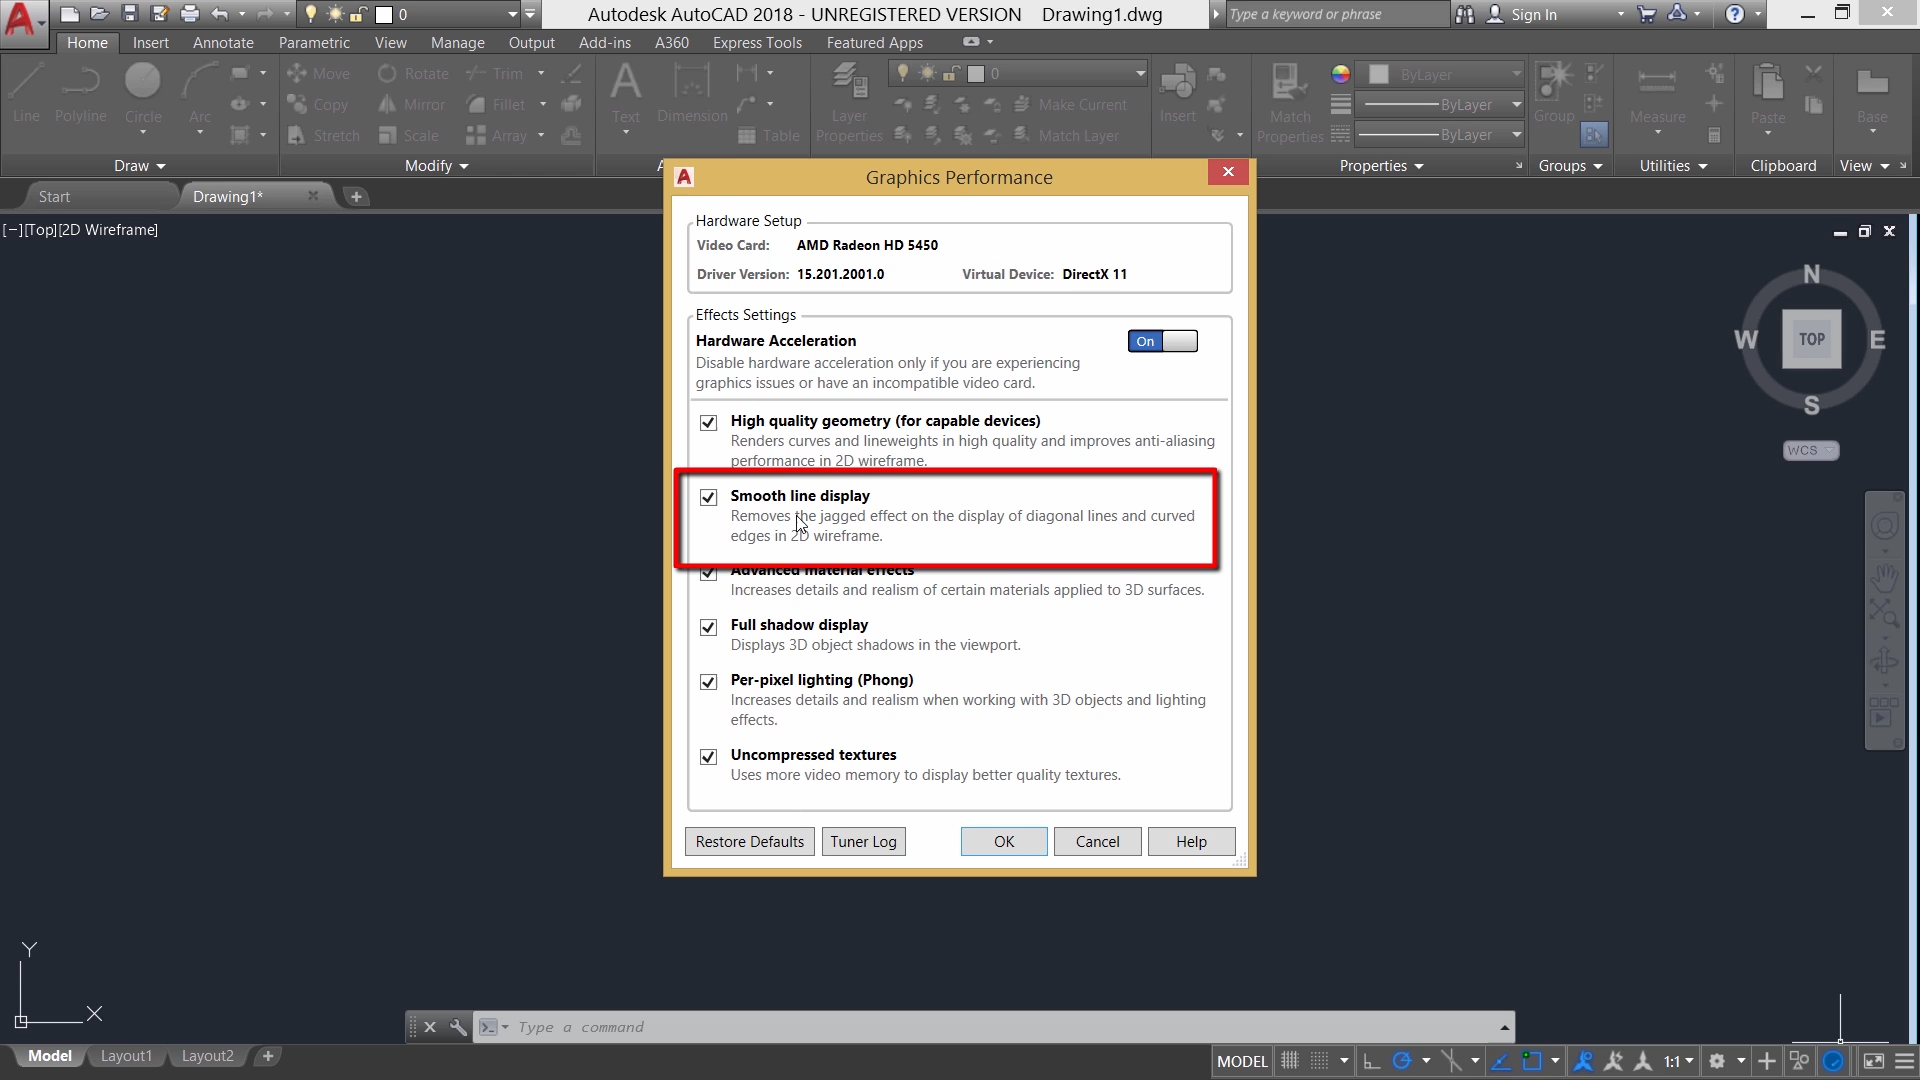 0
Autodesk AutoCAD 2018 - UNREGISTERED VERSION Drawing1.dwg
Type a keyword or phrase
Sign In
Home Insert Annotate Parametric View Manage Output Add-ins A360 Express Tools Featured Apps
Line Polyline Circle Arc
Move Rotate Trim
Copy Mirror Fillet
Stretch Scale Array
Text Dimension Table
Layer Properties
0
Make Current
Match Layer
Insert
Match Properties
ByLayer
ByLayer
ByLayer
Group
Measure
Paste
Base
Draw Modify A Properties Groups Utilities Clipboard View
Start Drawing1*
[−][Top][2D Wireframe]
Graphics Performance
Hardware Setup
Video Card: AMD Radeon HD 5450
Driver Version: 15.201.2001.0 Virtual Device: DirectX 11
Effects Settings
Hardware Acceleration On
Disable hardware acceleration only if you are experiencing
graphics issues or have an incompatible video card.
High quality geometry (for capable devices)
Renders curves and lineweights in high quality and improves anti-aliasing
performance in 2D wireframe.
Smooth line display
Removes the jagged effect on the display of diagonal lines and curved
edges in 2D wireframe.
Advanced material effects
Increases details and realism of certain materials applied to 3D surfaces.
Full shadow display
Displays 3D object shadows in the viewport.
Per-pixel lighting (Phong)
Increases details and realism when working with 3D objects and lighting
effects.
Uncompressed textures
Uses more video memory to display better quality textures.
Restore Defaults Tuner Log OK Cancel Help
N
W TOP E
S
WCS
Y
X
Type a command
Model Layout1 Layout2
MODEL 1:1